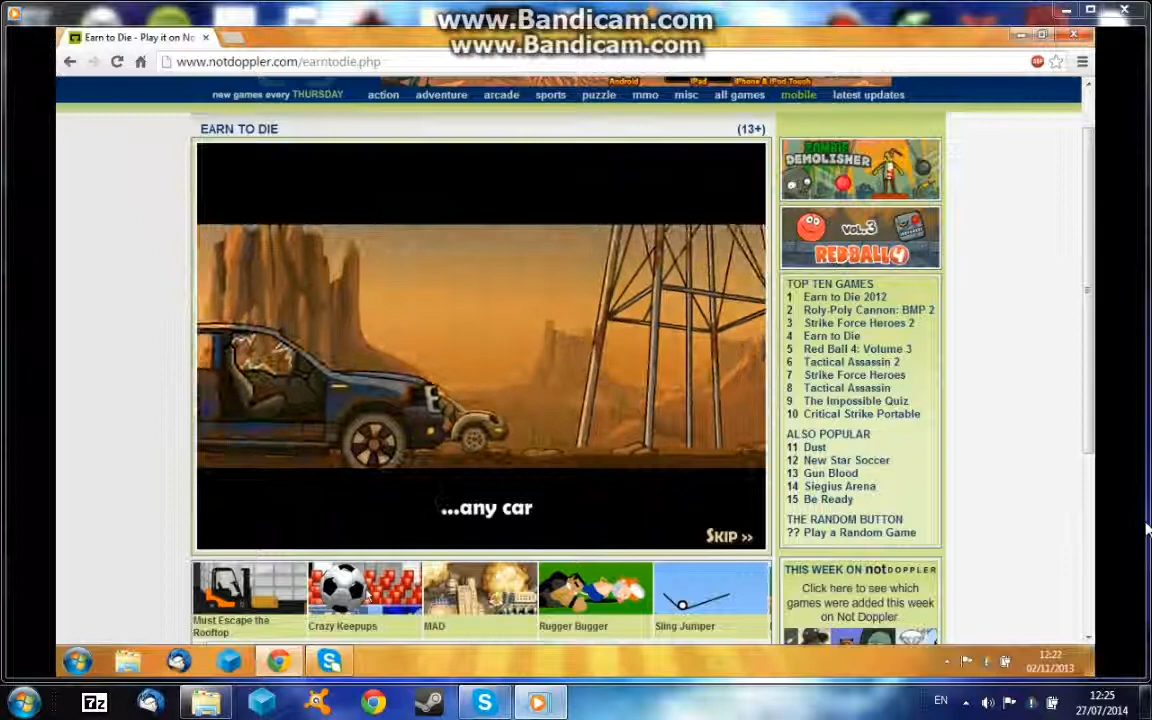 www.Bandicam.com
www.Bandicam.com
Earn to Die - Play it on No
www.notdoppler.com/earntodie.php
Android iPad iPhone & iPod Touch
new games every THURSDAY action adventure arcade sports puzzle mmo misc all games mobile latest updates
EARN TO DIE (13+)
ZOMBIE
DEMOLISHER
VOL.3
REDBALL 4
TOP TEN GAMES
1 Earn to Die 2012
2 Roly-Poly Cannon: BMP 2
3 Strike Force Heroes 2
4 Earn to Die
5 Red Ball 4: Volume 3
6 Tactical Assassin 2
7 Strike Force Heroes
8 Tactical Assassin
9 The Impossible Quiz
10 Critical Strike Portable
ALSO POPULAR
11 Dust
12 New Star Soccer
13 Gun Blood
14 Siegius Arena
15 Be Ready
THE RANDOM BUTTON
?? Play a Random Game
...any car
SKIP >>
THIS WEEK ON notDOPPLER
Click here to see which
games were added this week
on Not Doppler
Must Escape the
Rooftop
Crazy Keepups
MAD
Rugger Bugger
Sling Jumper
12:22
02/11/2013
7z
EN
12:25
27/07/2014